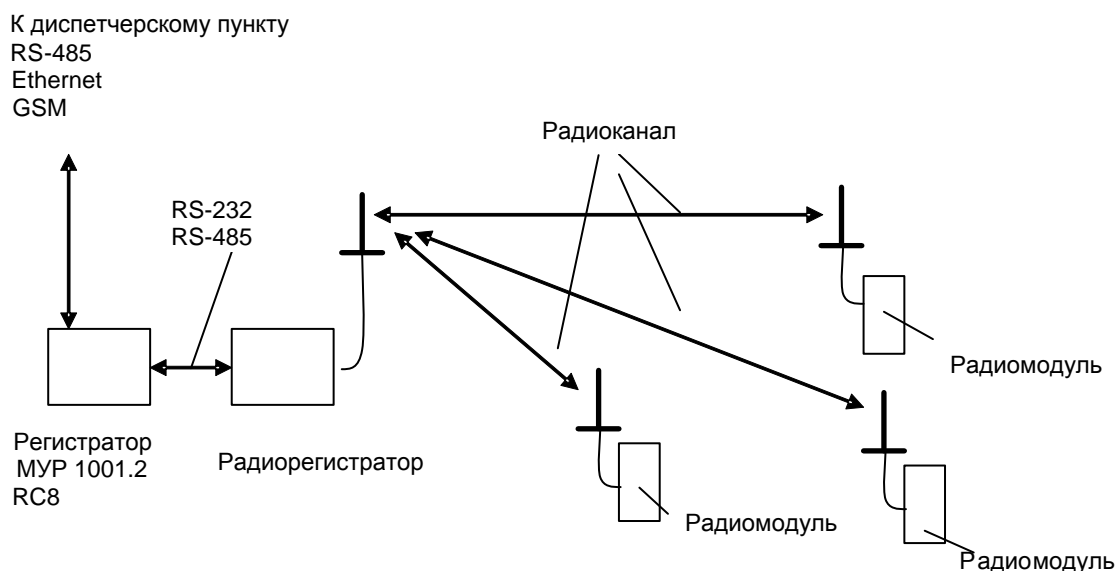 К диспетчерскому пункту
RS-485
Ethernet
GSM
Радиоканал
RS-232
RS-485
Радиомодуль
Регистратор
МУР 1001.2
RC8
Радиорегистратор
Радиомодуль
Радиомодуль